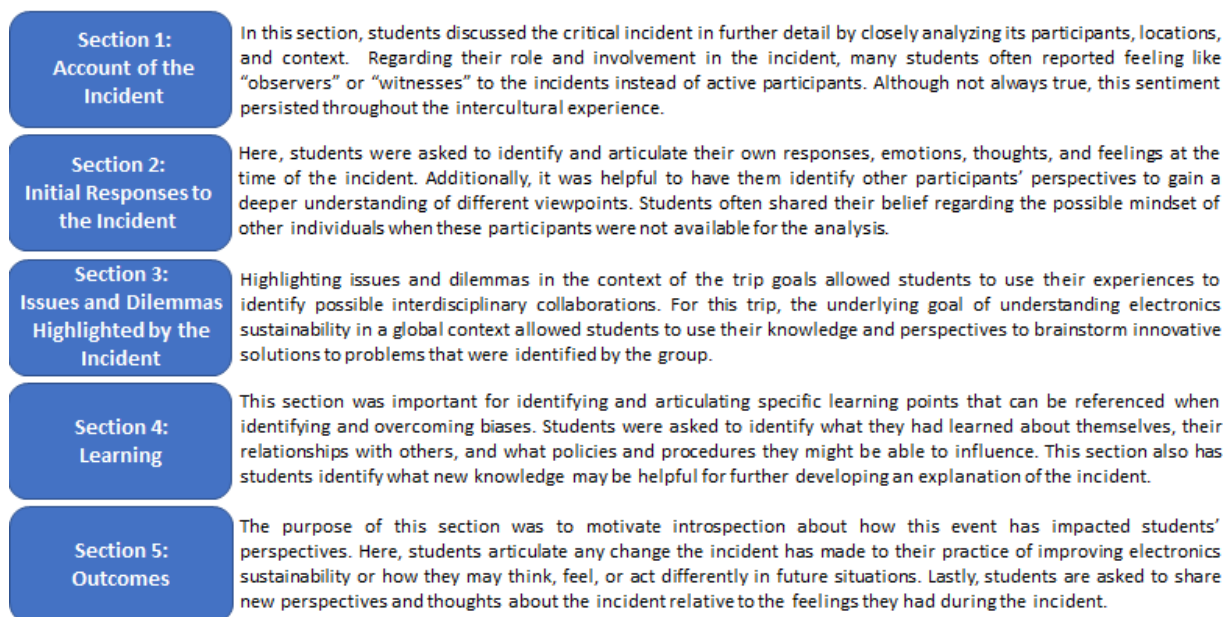 Section 1:
Account of the
Incident
In this section, students discussed the critical incident in further detail by closely analyzing its participants, locations,
and context. Regarding their role and involvement in the incident, many students often reported feeling like
“observers” or “witnesses” to the incidents instead of active participants. Although not always true, this sentiment
persisted throughout the intercultural experience.
Section 2:
Initial Responses to
the Incident
Here, students were asked to identify and articulate their own responses, emotions, thoughts, and feelings at the
time of the incident. Additionally, it was helpful to have them identify other participants’ perspectives to gain a
deeper understanding of different viewpoints. Students often shared their belief regarding the possible mindset of
other individuals when these participants were not available for the analysis.
Section 3:
Issues and Dilemmas
Highlighted by the
Incident
Highlighting issues and dilemmas in the context of the trip goals allowed students to use their experiences to
identify possible interdisciplinary collaborations. For this trip, the underlying goal of understanding electronics
sustainability in a global context allowed students to use their knowledge and perspectives to brainstorm innovative
solutions to problems that were identified by the group.
Section 4:
Learning
This section was important for identifying and articulating specific learning points that can be referenced when
identifying and overcoming biases. Students were asked to identify what they had learned about themselves, their
relationships with others, and what policies and procedures they might be able to influence. This section also has
students identify what new knowledge may be helpful for further developing an explanation of the incident.
Section 5:
Outcomes
The purpose of this section was to motivate introspection about how this event has impacted students’
perspectives. Here, students articulate any change the incident has made to their practice of improving electronics
sustainability or how they may think, feel, or act differently in future situations. Lastly, students are asked to share
new perspectives and thoughts about the incident relative to the feelings they had during the incident.